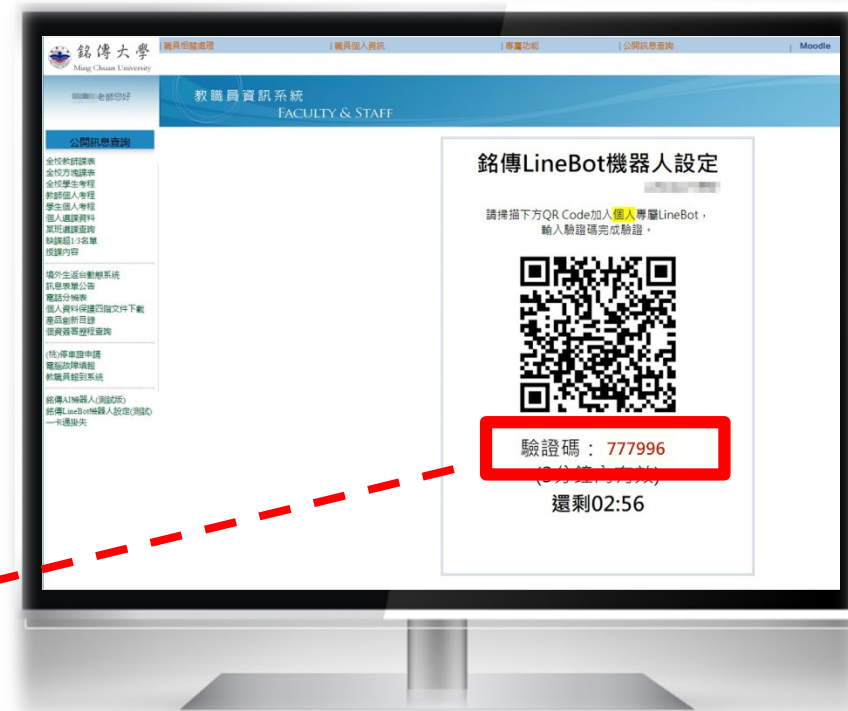 銘傳大學
Ming Chuan University
職員相關處理
職員個人資訊
專屬功能
公開訊息查詢
Moodle
老師您好
教職員資訊系統
FACULTY & STAFF
公開訊息查詢
全校教師課表
全校方塊課表
全校學生考程
教師個人考程
學生個人考程
個人選課資料
某班選課查詢
缺課超1/3名單
授課內容
境外生返台動態系統
訊息表單公告
電話分機表
個人資料保護四階文件下載
產品創新目錄
個資簽署歷程查詢
(桃)停車證申請
電腦故障填報
教職員報到系統
銘傳AI機器人(測試版)
銘傳LineBot機器人設定(測試)
一卡通掛失
銘傳LineBot機器人設定
請掃描下方QR Code加入個人專屬LineBot，
輸入驗證碼完成驗證。
驗證碼： 777996
(3分鐘內有效)
還剩02:56